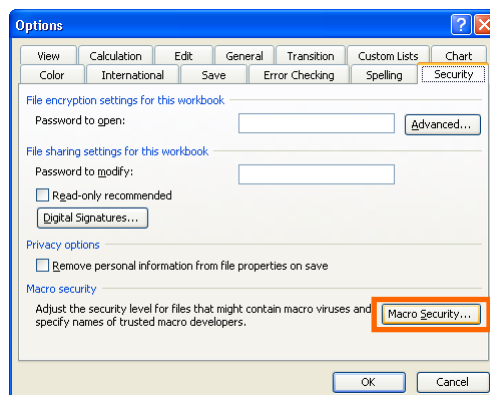 Options
View Calculation Edit General Transition Custom Lists Chart
Color International Save Error Checking Spelling Security
File encryption settings for this workbook
Password to open: Advanced...
File sharing settings for this workbook
Password to modify:
Read-only recommended
Digital Signatures...
Privacy options
Remove personal information from file properties on save
Macro security
Adjust the security level for files that might contain macro viruses and
specify names of trusted macro developers. Macro Security...
OK Cancel